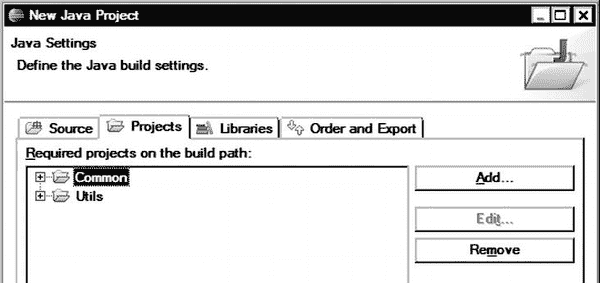 New Java Project
Java Settings
Define the Java build settings.
Source Projects Libraries Order and Export
Required projects on the build path:
Common
Utils
Add...
Edit...
Remove